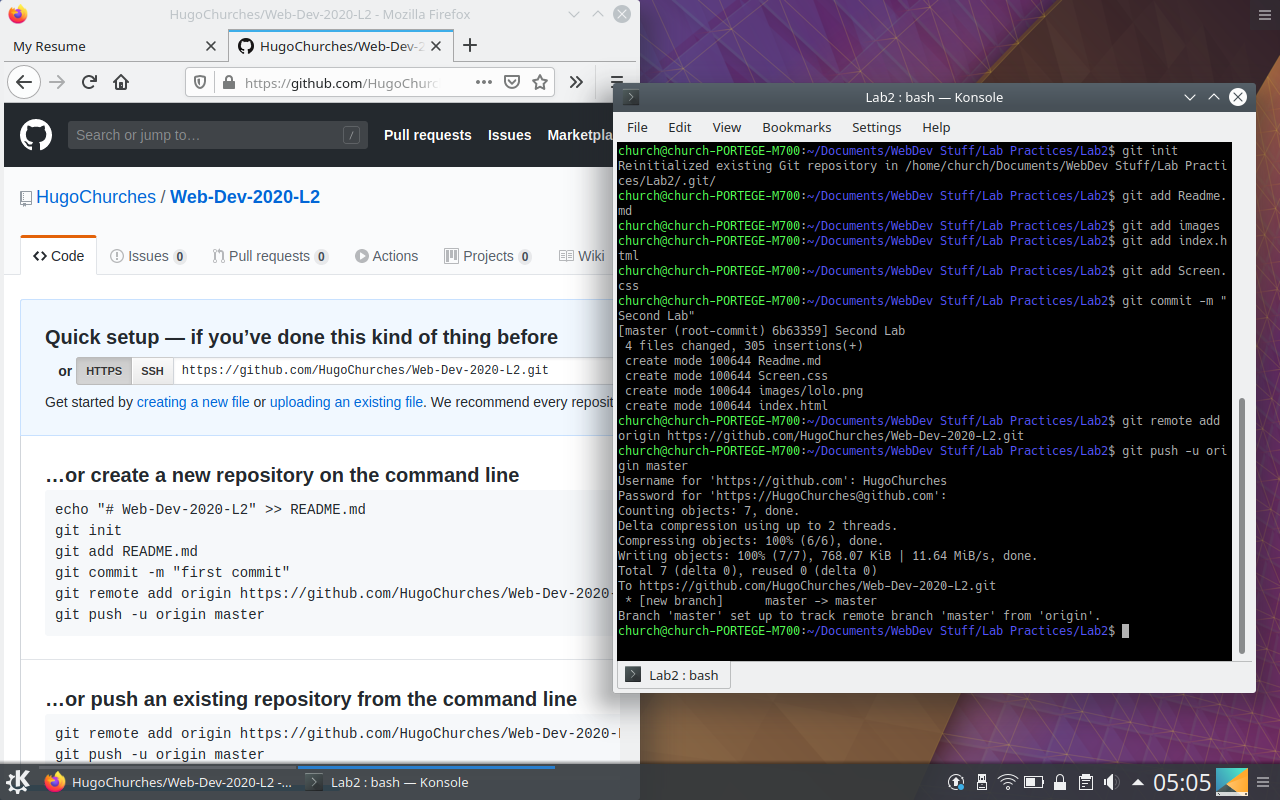 HugoChurches/Web-Dev-2020-L2 - Mozilla Firefox
My Resume
HugoChurches/Web-Dev-2
https://github.com/HugoChurc
Search or jump to…
/
Pull requests
Issues
Marketpla
HugoChurches / Web-Dev-2020-L2
Code
Issues 0
Pull requests 0
Actions
Projects 0
Wiki
Quick setup — if you’ve done this kind of thing before
or HTTPS SSH https://github.com/HugoChurches/Web-Dev-2020-L2.git
Get started by creating a new file or uploading an existing file. We recommend every reposit
…or create a new repository on the command line
echo "# Web-Dev-2020-L2" >> README.md
git init
git add README.md
git commit -m "first commit"
git remote add origin https://github.com/HugoChurches/Web-Dev-2020-
git push -u origin master
…or push an existing repository from the command line
git remote add origin https://github.com/HugoChurches/Web-Dev-2020-L
git push -u origin master
Lab2 : bash — Konsole
File Edit View Bookmarks Settings Help
church@church-PORTEGE-M700:~/Documents/WebDev Stuff/Lab Practices/Lab2$ git init
Reinitialized existing Git repository in /home/church/Documents/WebDev Stuff/Lab Practi
ces/Lab2/.git/
church@church-PORTEGE-M700:~/Documents/WebDev Stuff/Lab Practices/Lab2$ git add Readme.
md
church@church-PORTEGE-M700:~/Documents/WebDev Stuff/Lab Practices/Lab2$ git add images
church@church-PORTEGE-M700:~/Documents/WebDev Stuff/Lab Practices/Lab2$ git add index.h
tml
church@church-PORTEGE-M700:~/Documents/WebDev Stuff/Lab Practices/Lab2$ git add Screen.
css
church@church-PORTEGE-M700:~/Documents/WebDev Stuff/Lab Practices/Lab2$ git commit -m "
Second Lab"
[master (root-commit) 6b63359] Second Lab
 4 files changed, 305 insertions(+)
 create mode 100644 Readme.md
 create mode 100644 Screen.css
 create mode 100644 images/lolo.png
 create mode 100644 index.html
church@church-PORTEGE-M700:~/Documents/WebDev Stuff/Lab Practices/Lab2$ git remote add
origin https://github.com/HugoChurches/Web-Dev-2020-L2.git
church@church-PORTEGE-M700:~/Documents/WebDev Stuff/Lab Practices/Lab2$ git push -u ori
gin master
Username for 'https://github.com': HugoChurches
Password for 'https://HugoChurches@github.com':
Counting objects: 7, done.
Delta compression using up to 2 threads.
Compressing objects: 100% (6/6), done.
Writing objects: 100% (7/7), 768.07 KiB | 11.64 MiB/s, done.
Total 7 (delta 0), reused 0 (delta 0)
To https://github.com/HugoChurches/Web-Dev-2020-L2.git
 * [new branch]      master -> master
Branch 'master' set up to track remote branch 'master' from 'origin'.
church@church-PORTEGE-M700:~/Documents/WebDev Stuff/Lab Practices/Lab2$
Lab2 : bash
HugoChurches/Web-Dev-2020-L2 -...
Lab2 : bash — Konsole
05:05